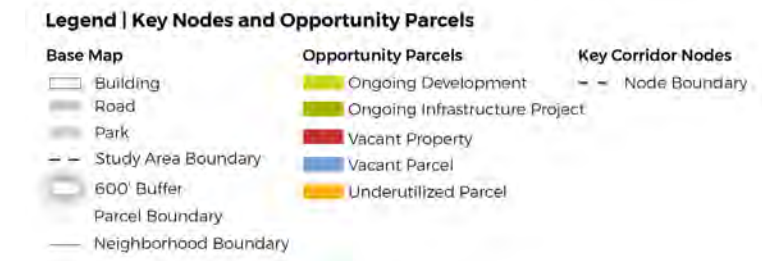 Legend | Key Nodes and Opportunity Parcels
Base Map
Building
Road
Park
Study Area Boundary
600' Buffer
Parcel Boundary
Neighborhood Boundary
Opportunity Parcels
Ongoing Development
Ongoing Infrastructure Project
Vacant Property
Vacant Parcel
Underutilized Parcel
Key Corridor Nodes
Node Boundary